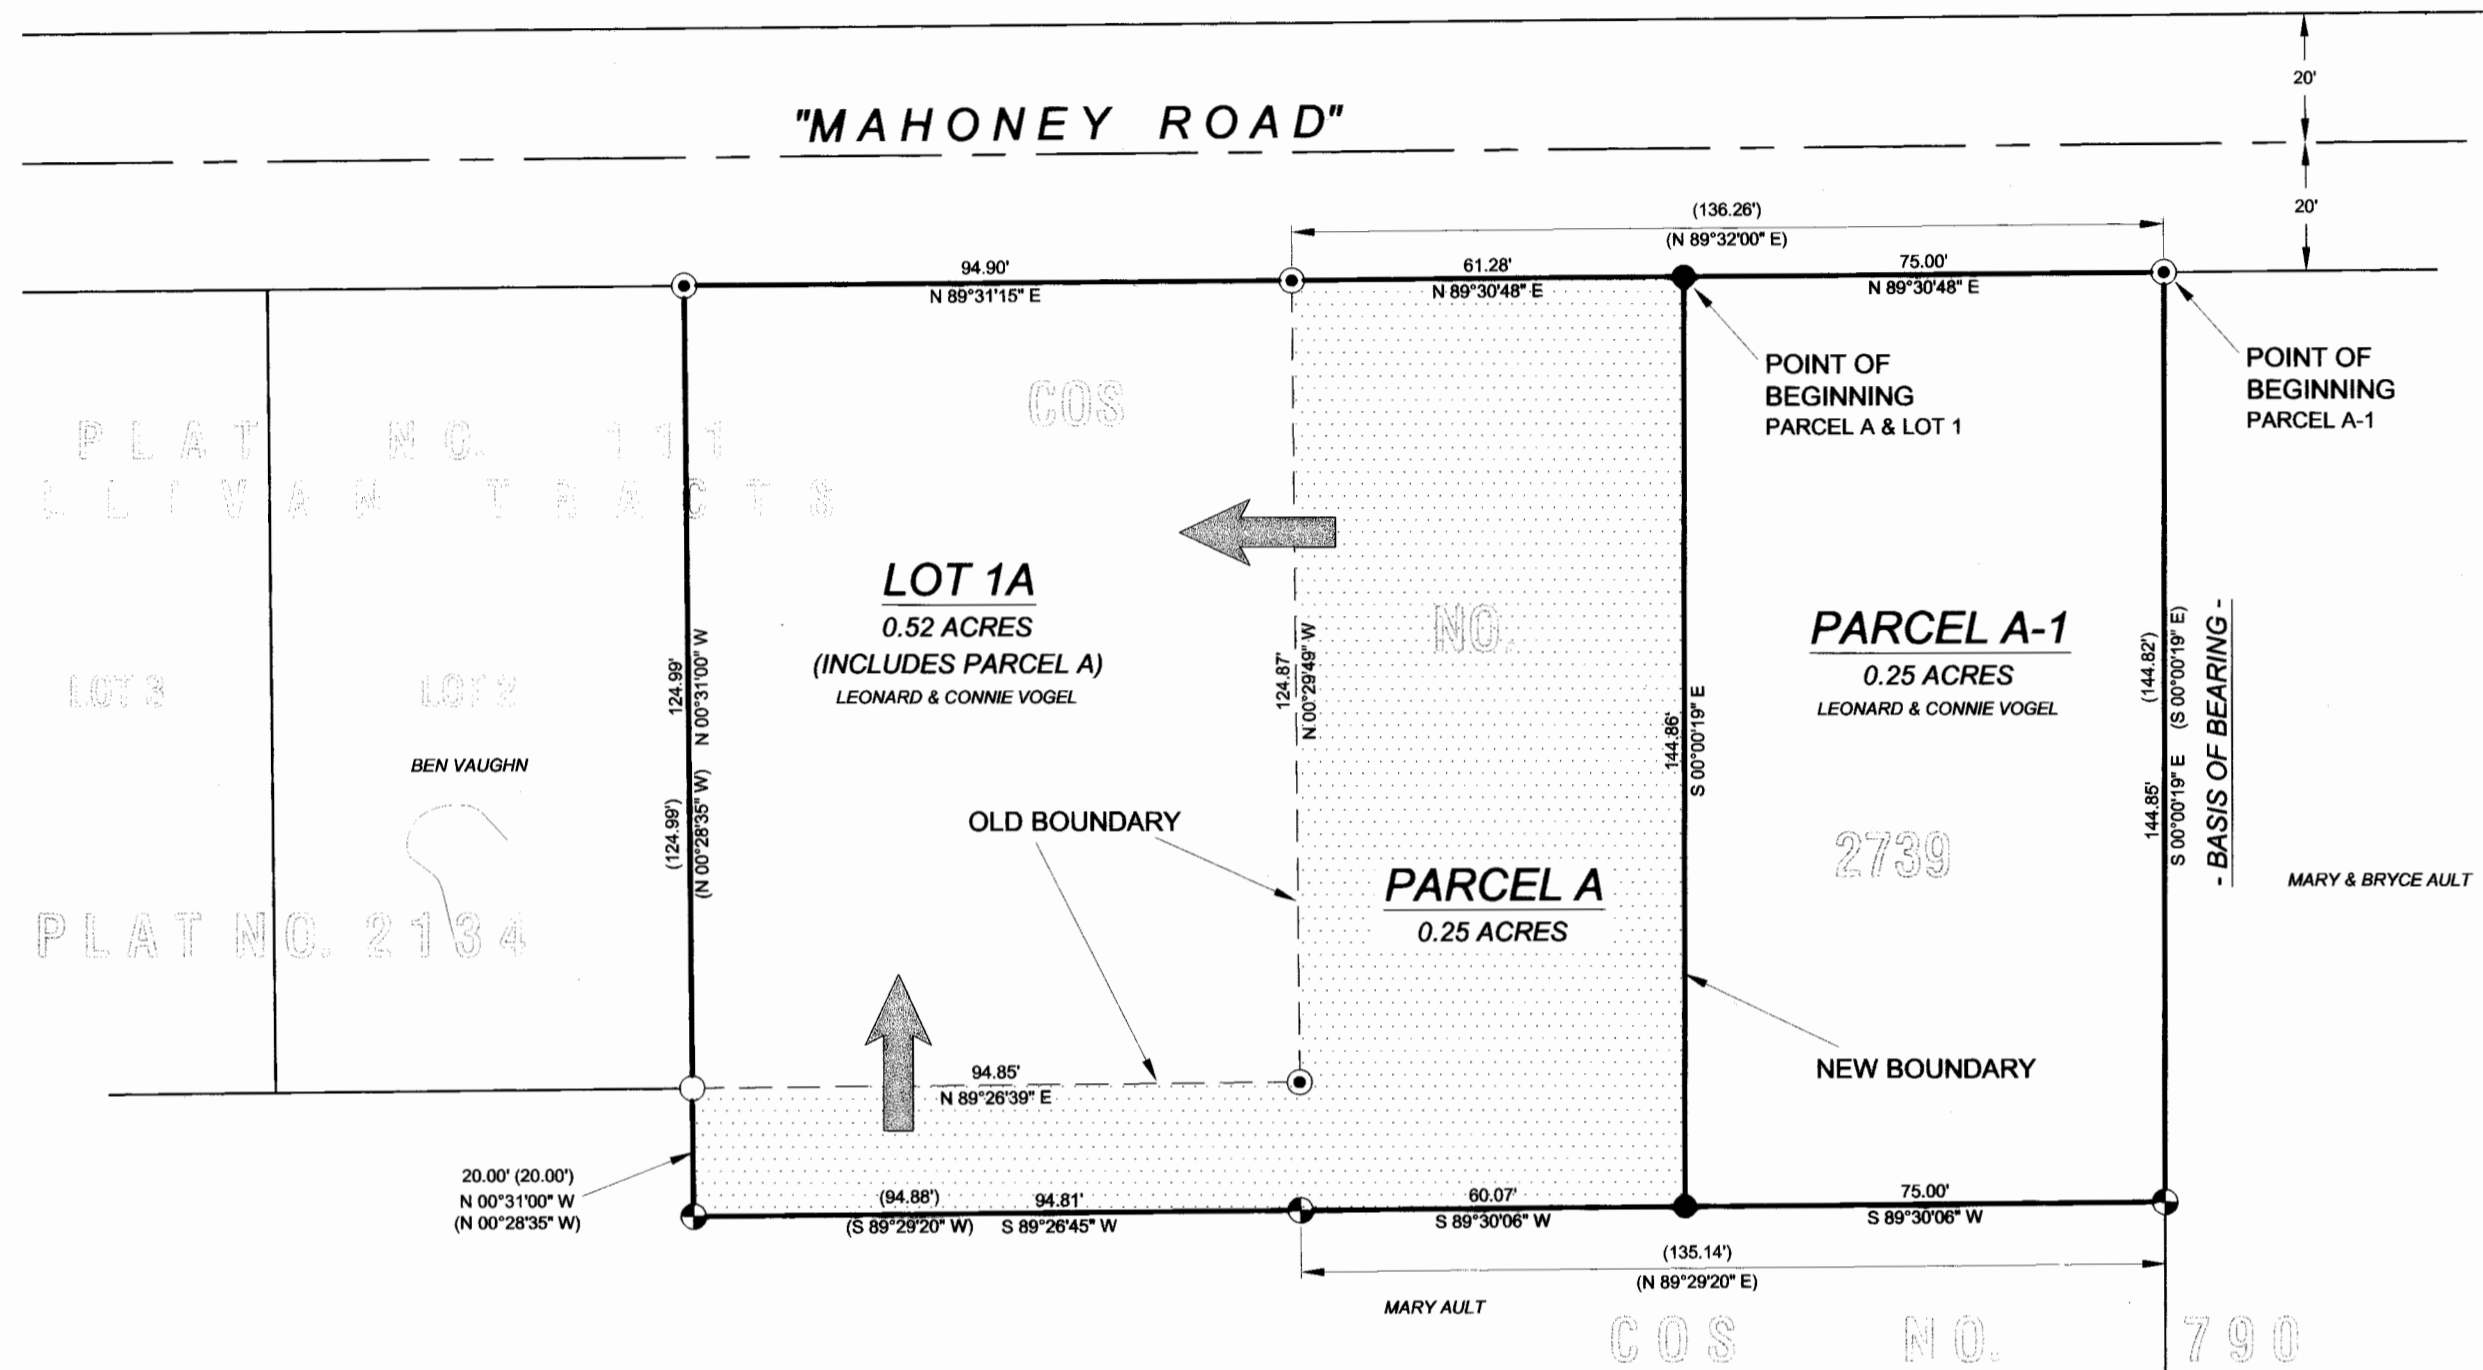 20'
"MAHONEY ROAD"
20'
(136.26')
(N 89°32'00" E)
94.90'
N 89°31'15" E
61.28'
N 89°30'48" E
75.00'
N 89°30'48" E
POINT OF
BEGINNING
PARCEL A & LOT 1
POINT OF
BEGINNING
PARCEL A-1
COS
PLAT NO. 111
LLIVAN TRACTS
LOT 1A
0.52 ACRES
(INCLUDES PARCEL A)
LEONARD & CONNIE VOGEL
NO.
PARCEL A-1
0.25 ACRES
LEONARD & CONNIE VOGEL
LOT 3
LOT 2
BEN VAUGHN
124.99'
N 00°31'00" W
(124.99')
(N 00°28'35" W)
124.87'
N 00°29'49" W
144.86'
S 00°00'19" E
(144.82')
(S 00°00'19" E)
144.85'
S 00°00'19" E
- BASIS OF BEARING -
OLD BOUNDARY
2739
MARY & BRYCE AULT
PARCEL A
0.25 ACRES
PLAT NO. 2134
NEW BOUNDARY
94.85'
N 89°26'39" E
20.00' (20.00')
N 00°31'00" W
(N 00°28'35" W)
(94.88')
(S 89°29'20" W)
94.81'
S 89°26'45" W
60.07'
S 89°30'06" W
75.00'
S 89°30'06" W
(135.14')
(N 89°29'20" E)
MARY AULT
COS NO. 790